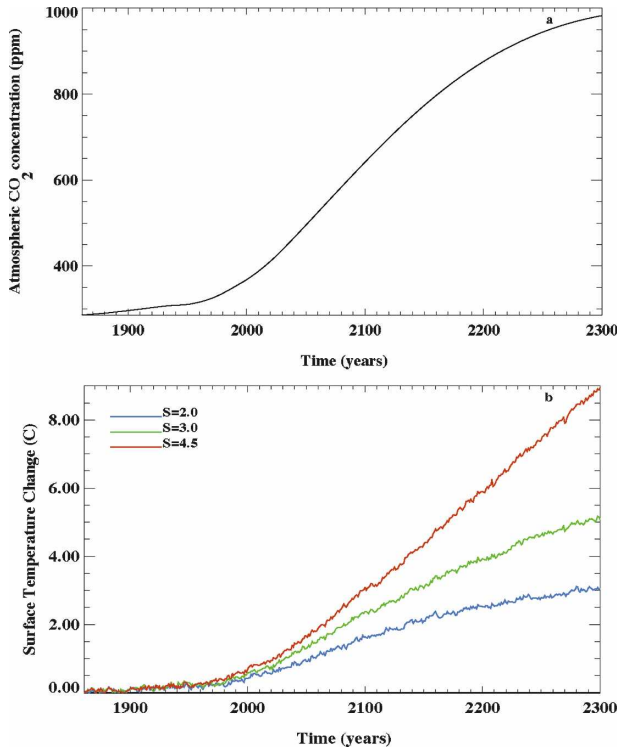 1000
a
800
600
400
Atmospheric CO2 concentration (ppm)
1900 2000 2100 2200 2300
Time (years)
b
S=2.0
S=3.0
S=4.5
8.00
6.00
4.00
2.00
0.00
Surface Temperature Change (C)
1900 2000 2100 2200 2300
Time (years)